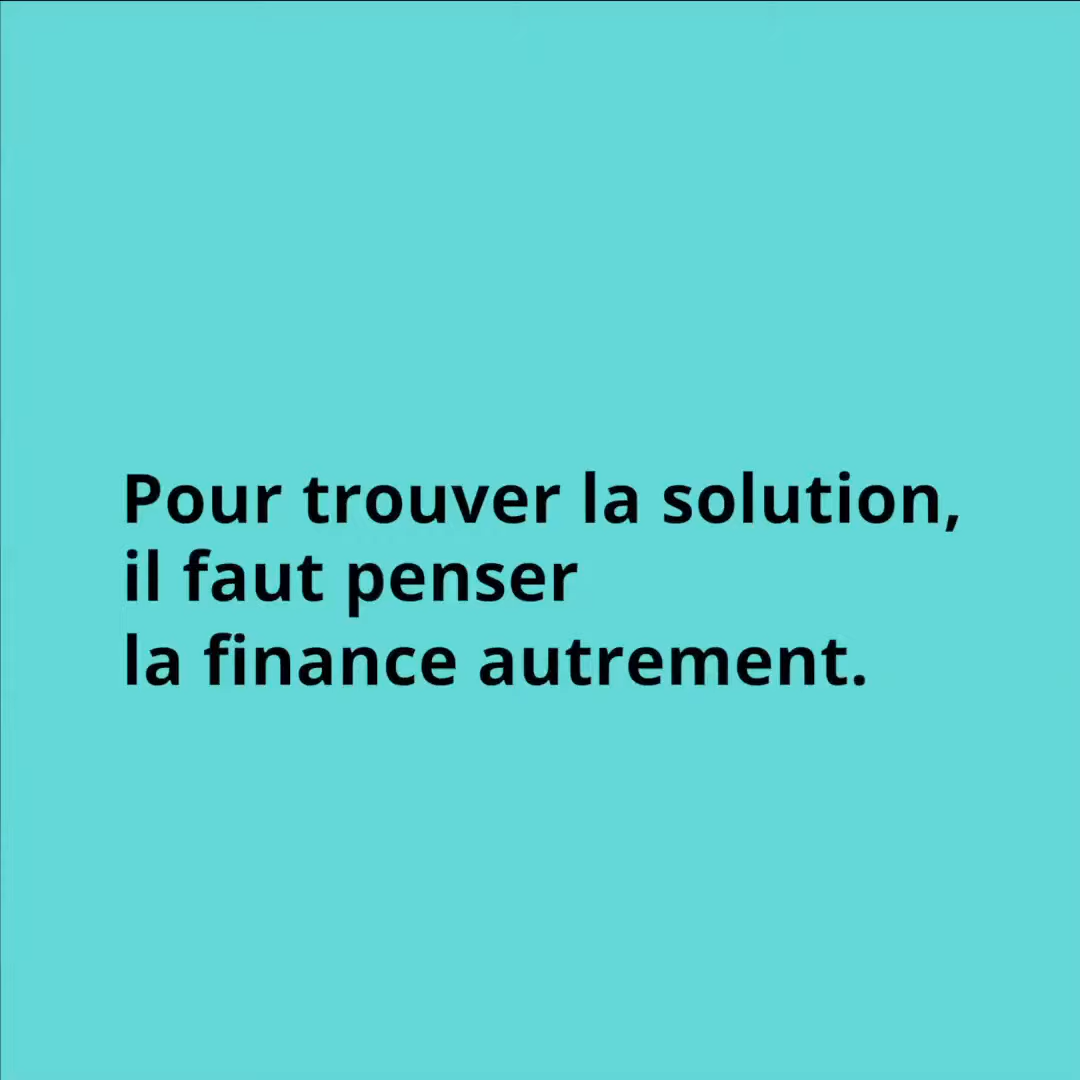 Pour trouver la solution,
il faut penser
la finance autrement.